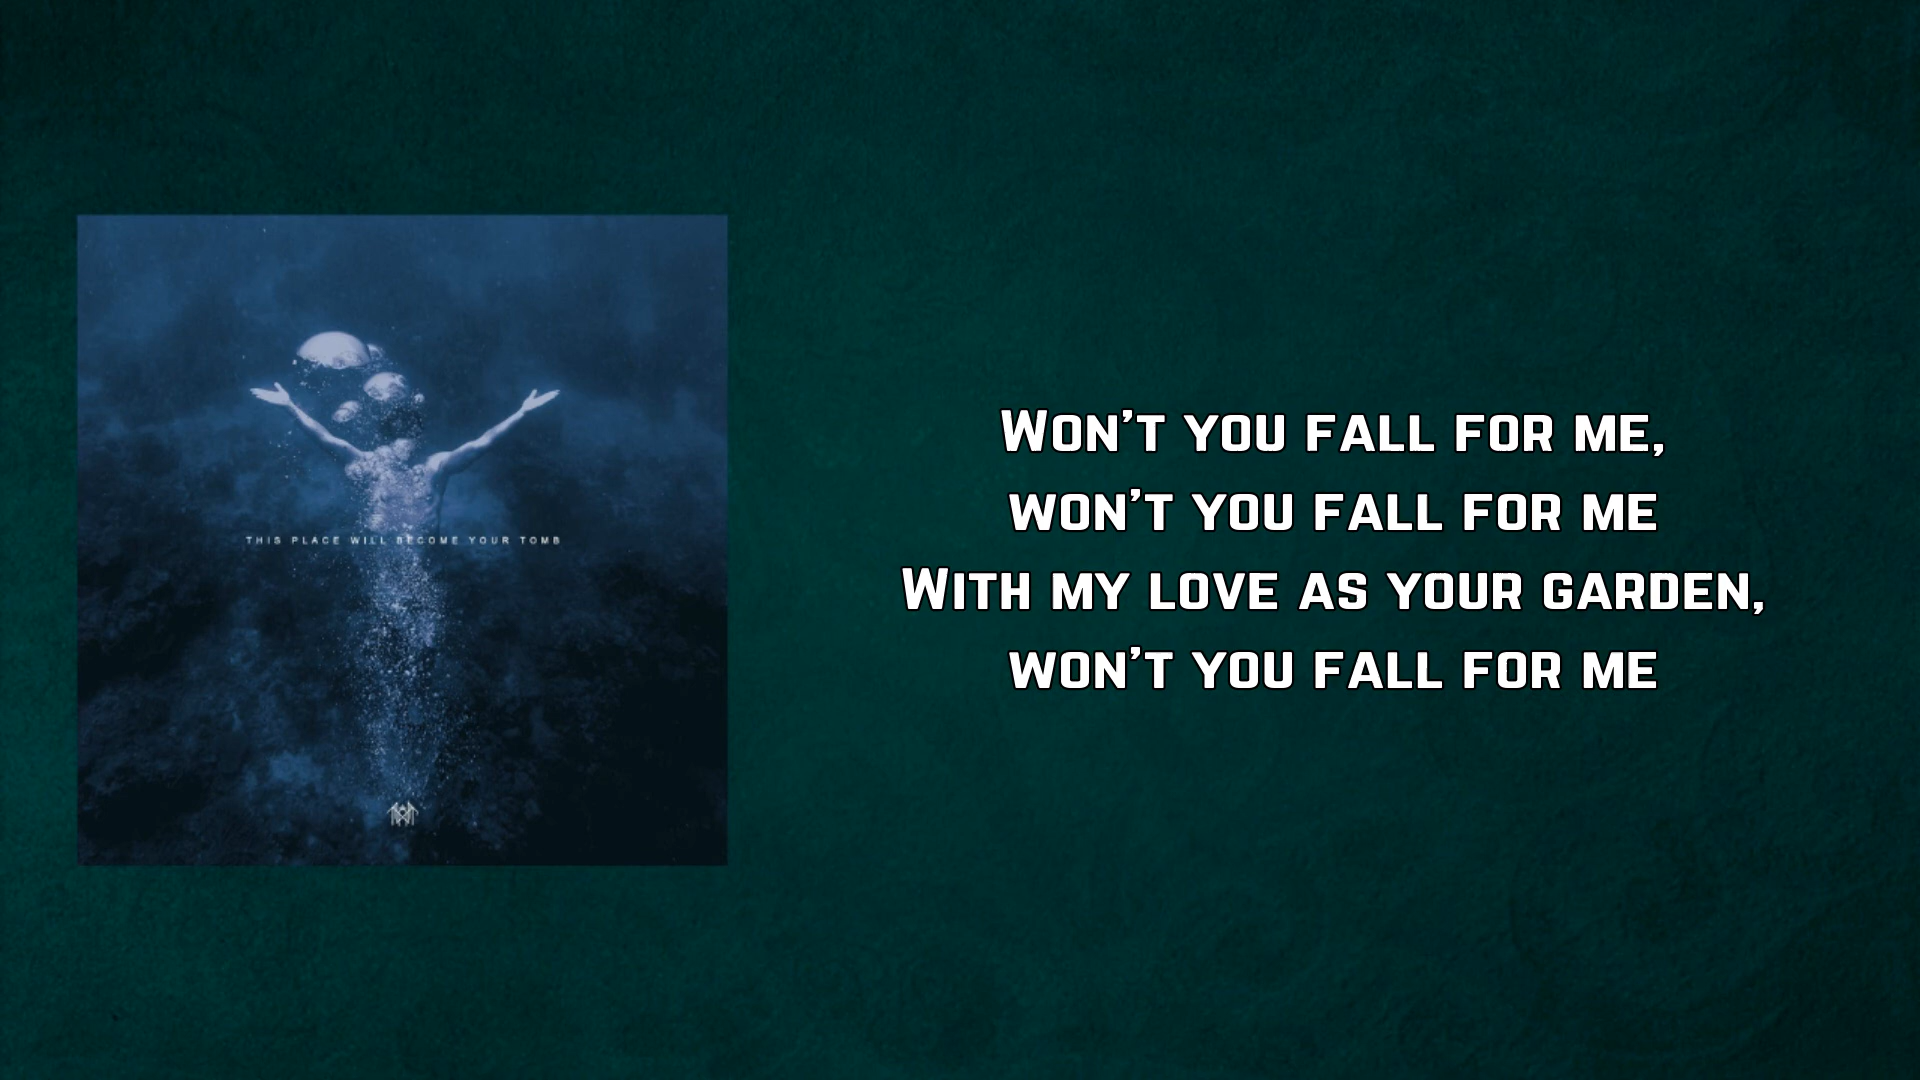 THIS PLACE WILL BECOME YOUR TOMB
Won’t you fall for me,
won’t you fall for me
With my love as your garden,
won’t you fall for me